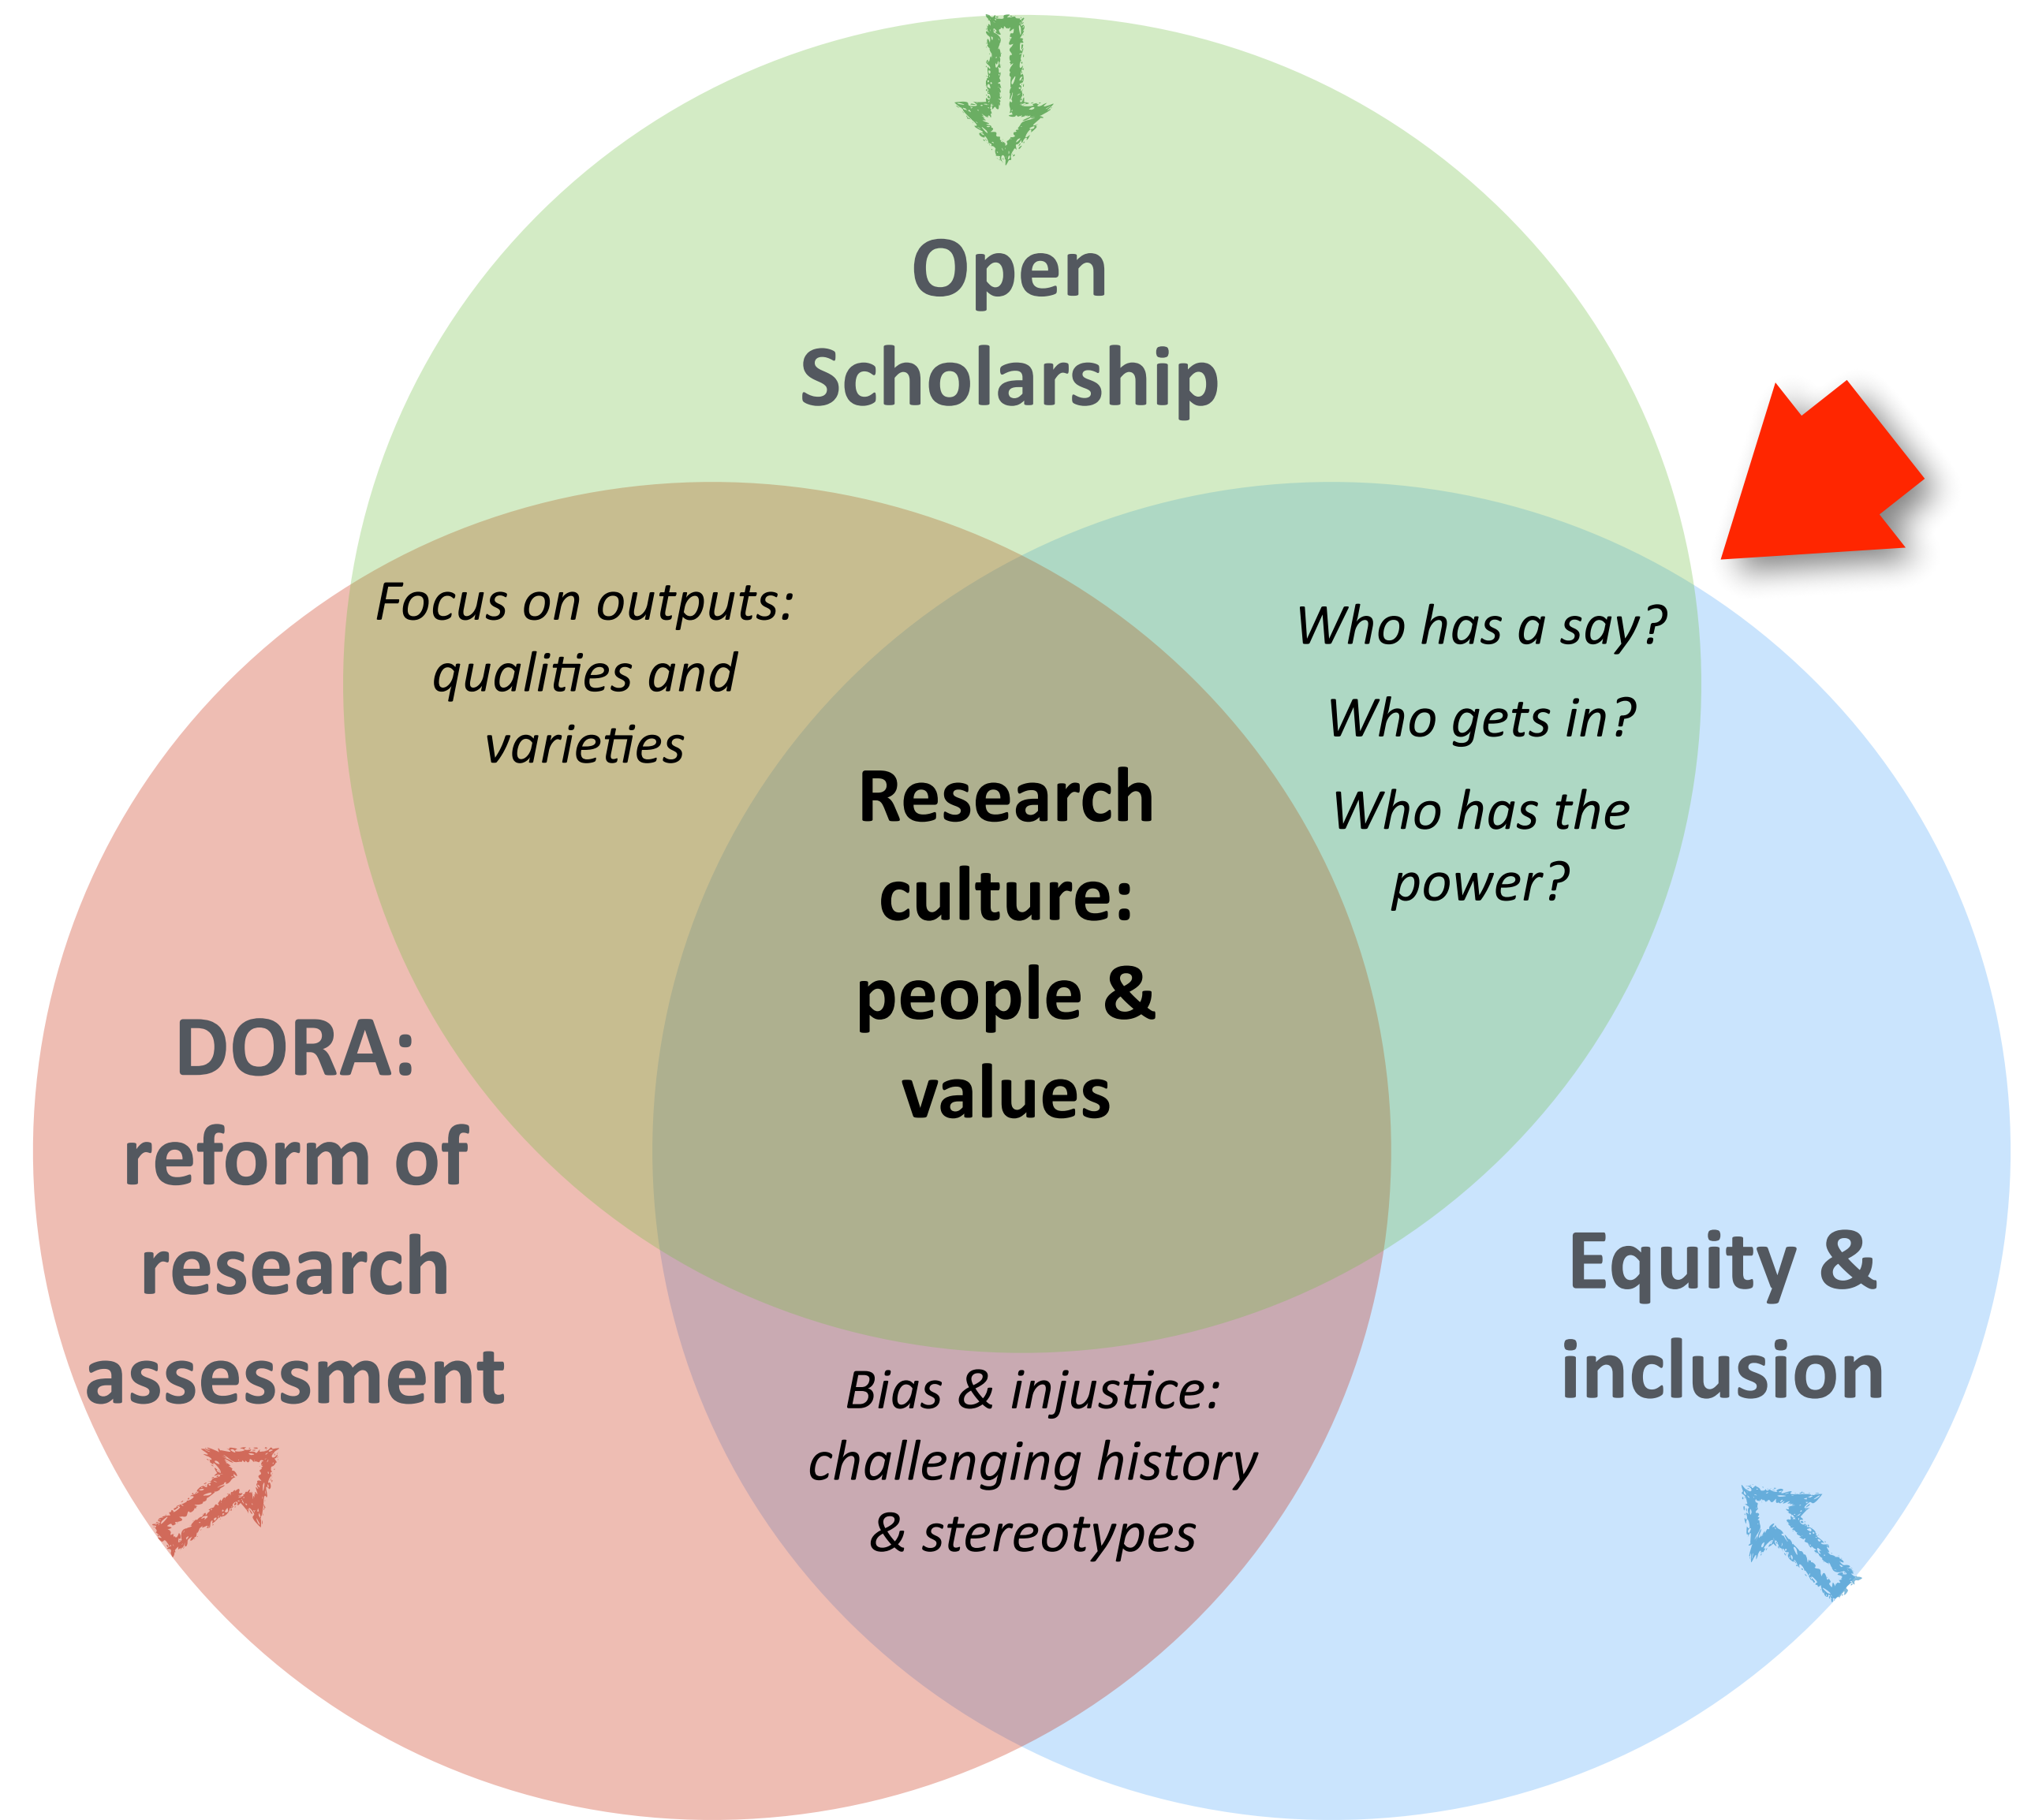 Open
Scholarship
Focus on outputs:
qualities and
varieties
Who has a say?
Who gets in?
Who has the
power?
Research
culture:
people &
values
DORA:
reform of
research
assessment
Equity &
inclusion
Bias & injustice:
challenging history
& stereotypes